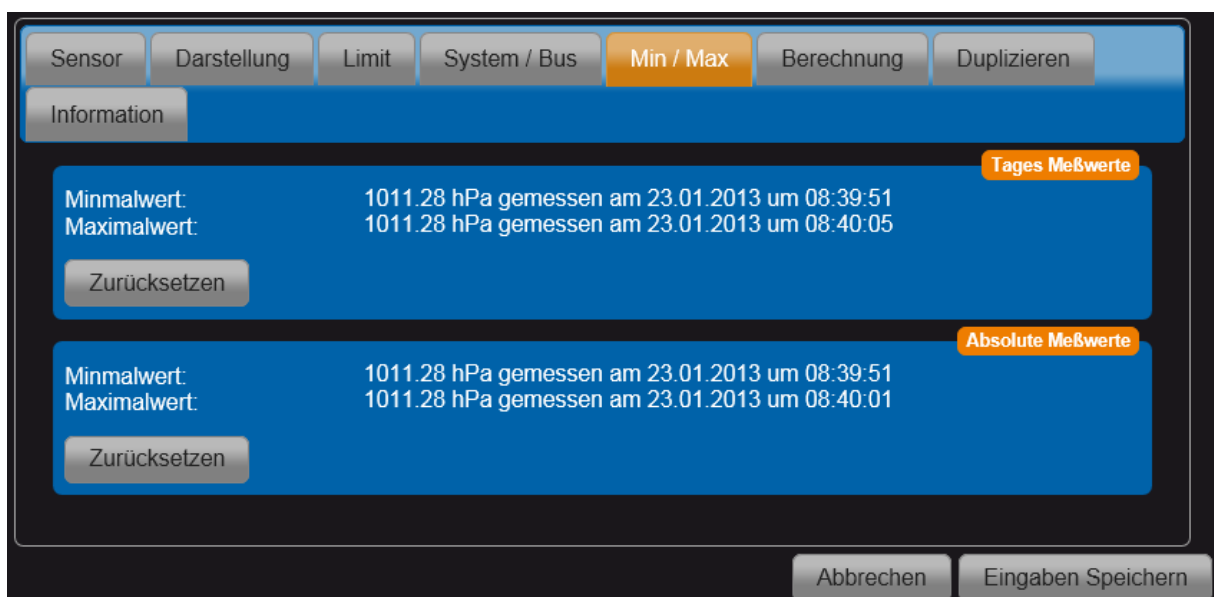 Sensor Darstellung Limit System / Bus Min / Max Berechnung Duplizieren
Information
Tages Meßwerte
Minmalwert: 1011.28 hPa gemessen am 23.01.2013 um 08:39:51
Maximalwert: 1011.28 hPa gemessen am 23.01.2013 um 08:40:05
Zurücksetzen
Absolute Meßwerte
Minmalwert: 1011.28 hPa gemessen am 23.01.2013 um 08:39:51
Maximalwert: 1011.28 hPa gemessen am 23.01.2013 um 08:40:01
Zurücksetzen
Abbrechen Eingaben Speichern